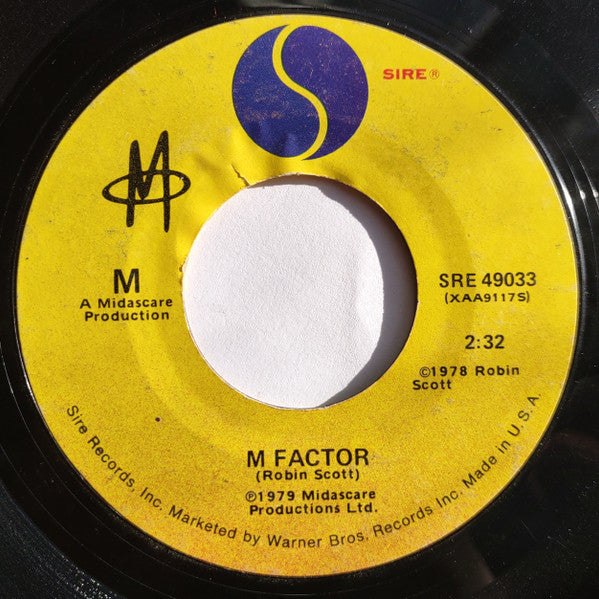 SIRE®
M
M
A Midascare
Production
SRE 49033
(XAA9117S)
2:32
©1978 Robin
Scott
M FACTOR
(Robin Scott)
℗1979 Midascare
Productions Ltd.
Sire Records, Inc. Marketed by Warner Bros. Records Inc. Made in U.S.A.